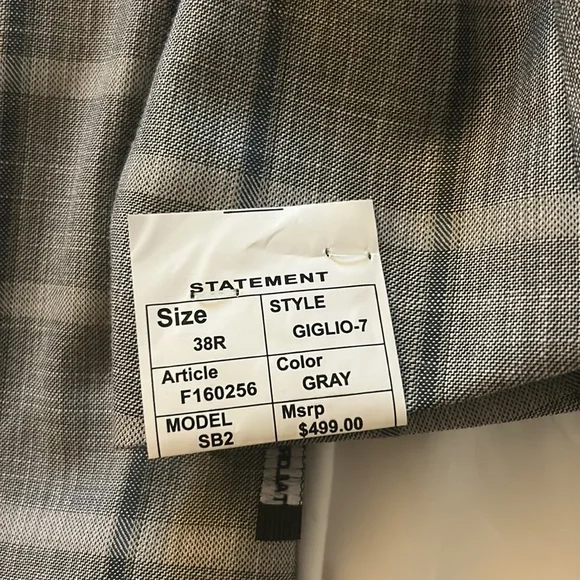 STATEMENT
Size
38R
STYLE
GIGLIO-7
Article
F160256
Color
GRAY
MODEL
SB2
Msrp
$499.00